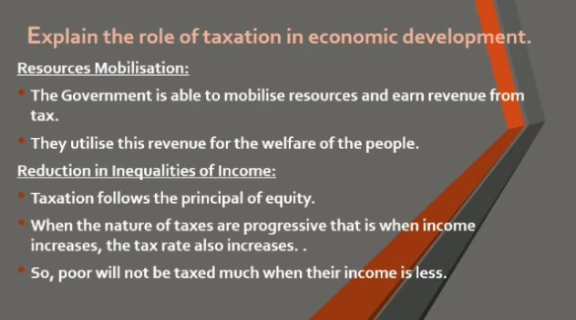 Explain the role of taxation in economic development.
Resources Mobilisation:
• The Government is able to mobilise resources and earn revenue from
tax.
• They utilise this revenue for the welfare of the people.
Reduction in Inequalities of Income:
• Taxation follows the principal of equity.
• When the nature of taxes are progressive that is when income
increases, the tax rate also increases. .
• So, poor will not be taxed much when their income is less.